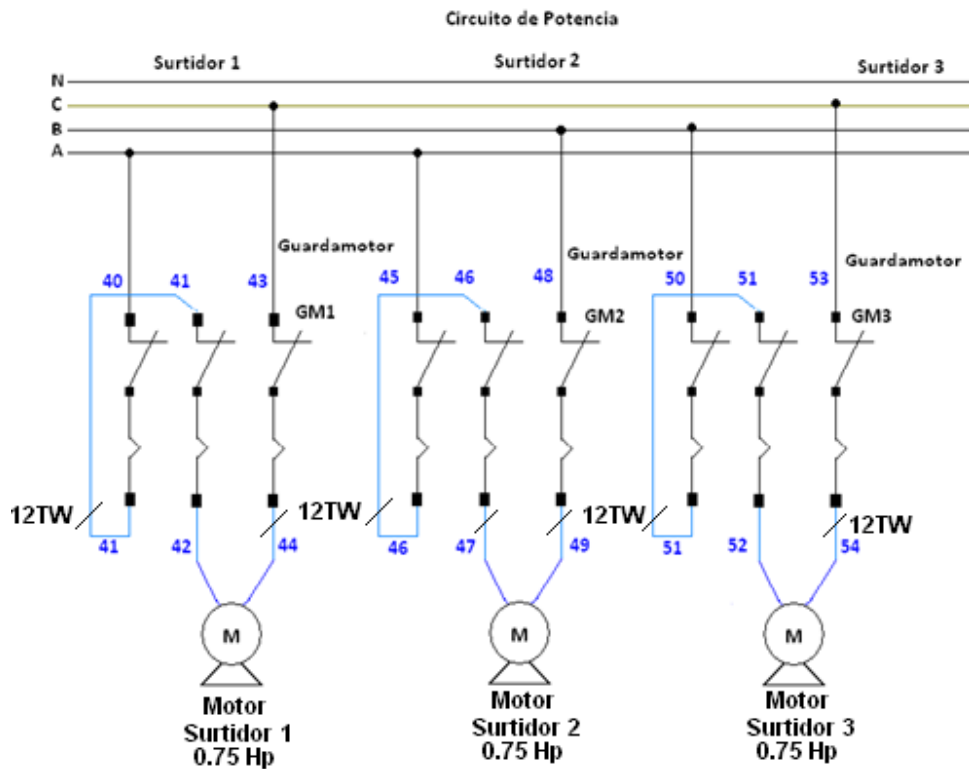 Circuito de Potencia
Surtidor 1
Surtidor 2
Surtidor 3
N
C
B
A
Guardamotor
Guardamotor
Guardamotor
40
41
43
45
46
48
50
51
53
GM1
GM2
GM3
12TW
12TW
12TW
12TW
41
42
44
46
47
49
51
52
54
M
M
M
Motor
Surtidor 1
0.75 Hp
Motor
Surtidor 2
0.75 Hp
Motor
Surtidor 3
0.75 Hp